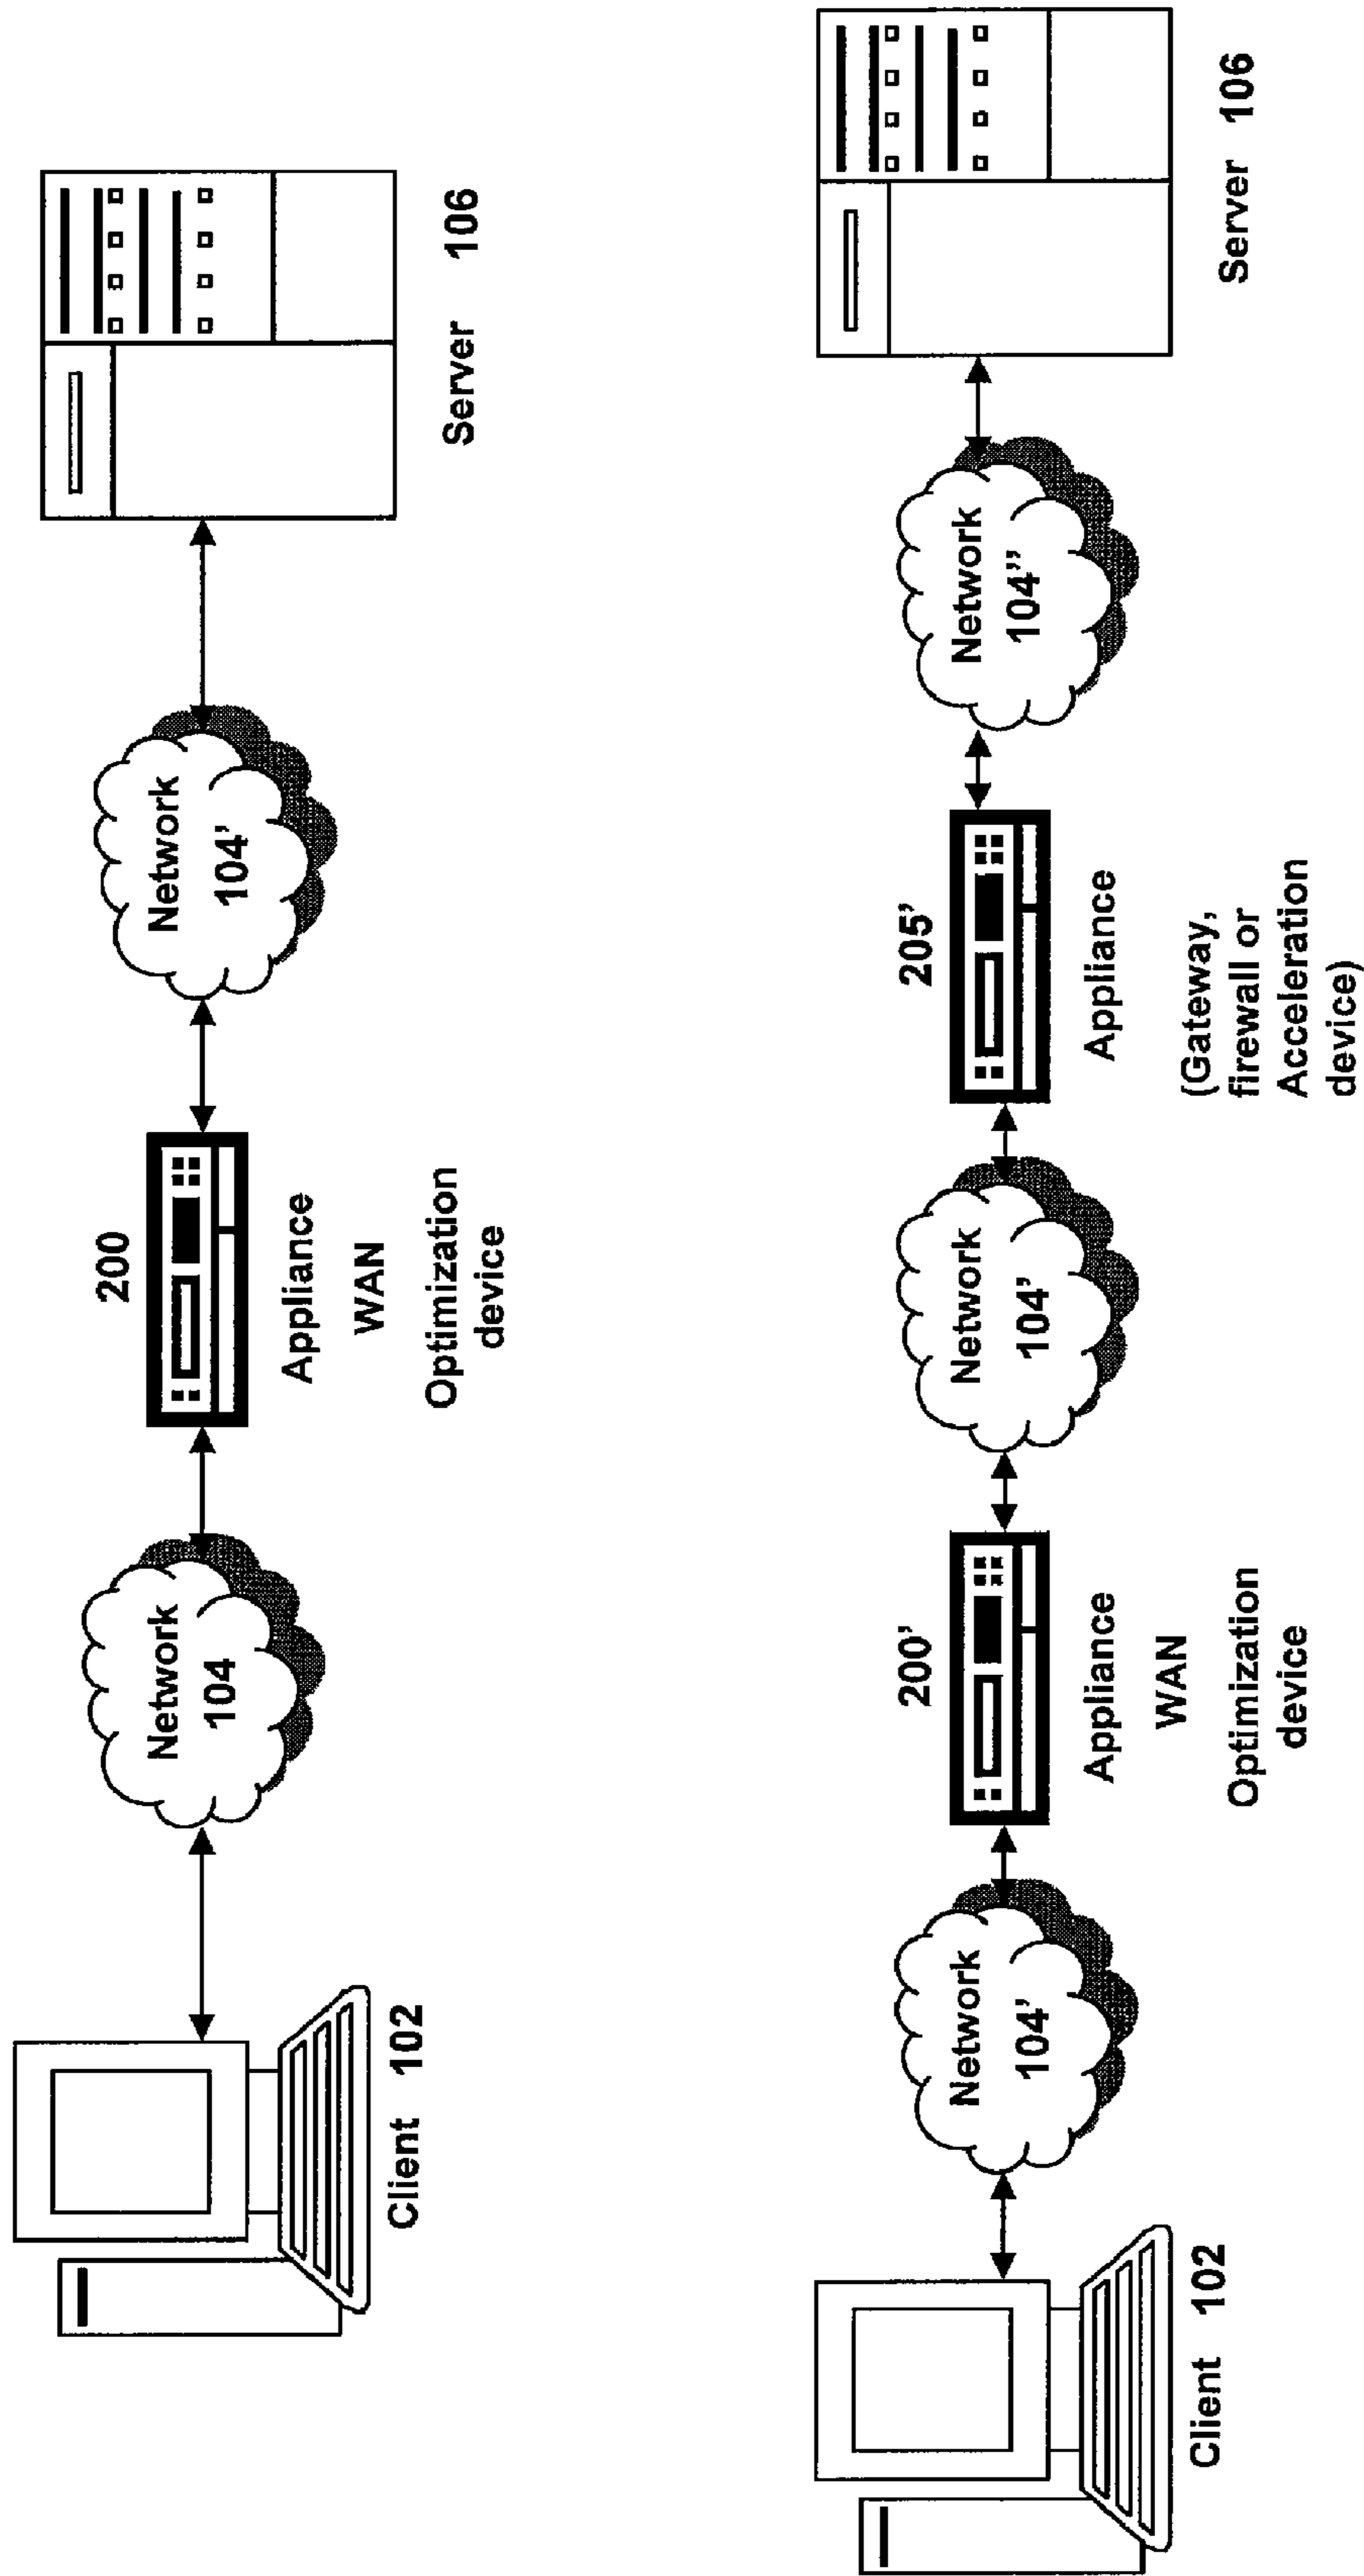 200
Network
104
Network
104'
Client 102
Appliance
WAN
Optimization
device
Server 106
200'
205'
Network
104'
Network
104'
Network
104''
Client 102
Appliance
WAN
Optimization
device
Appliance
(Gateway,
firewall or
Acceleration
device)
Server 106